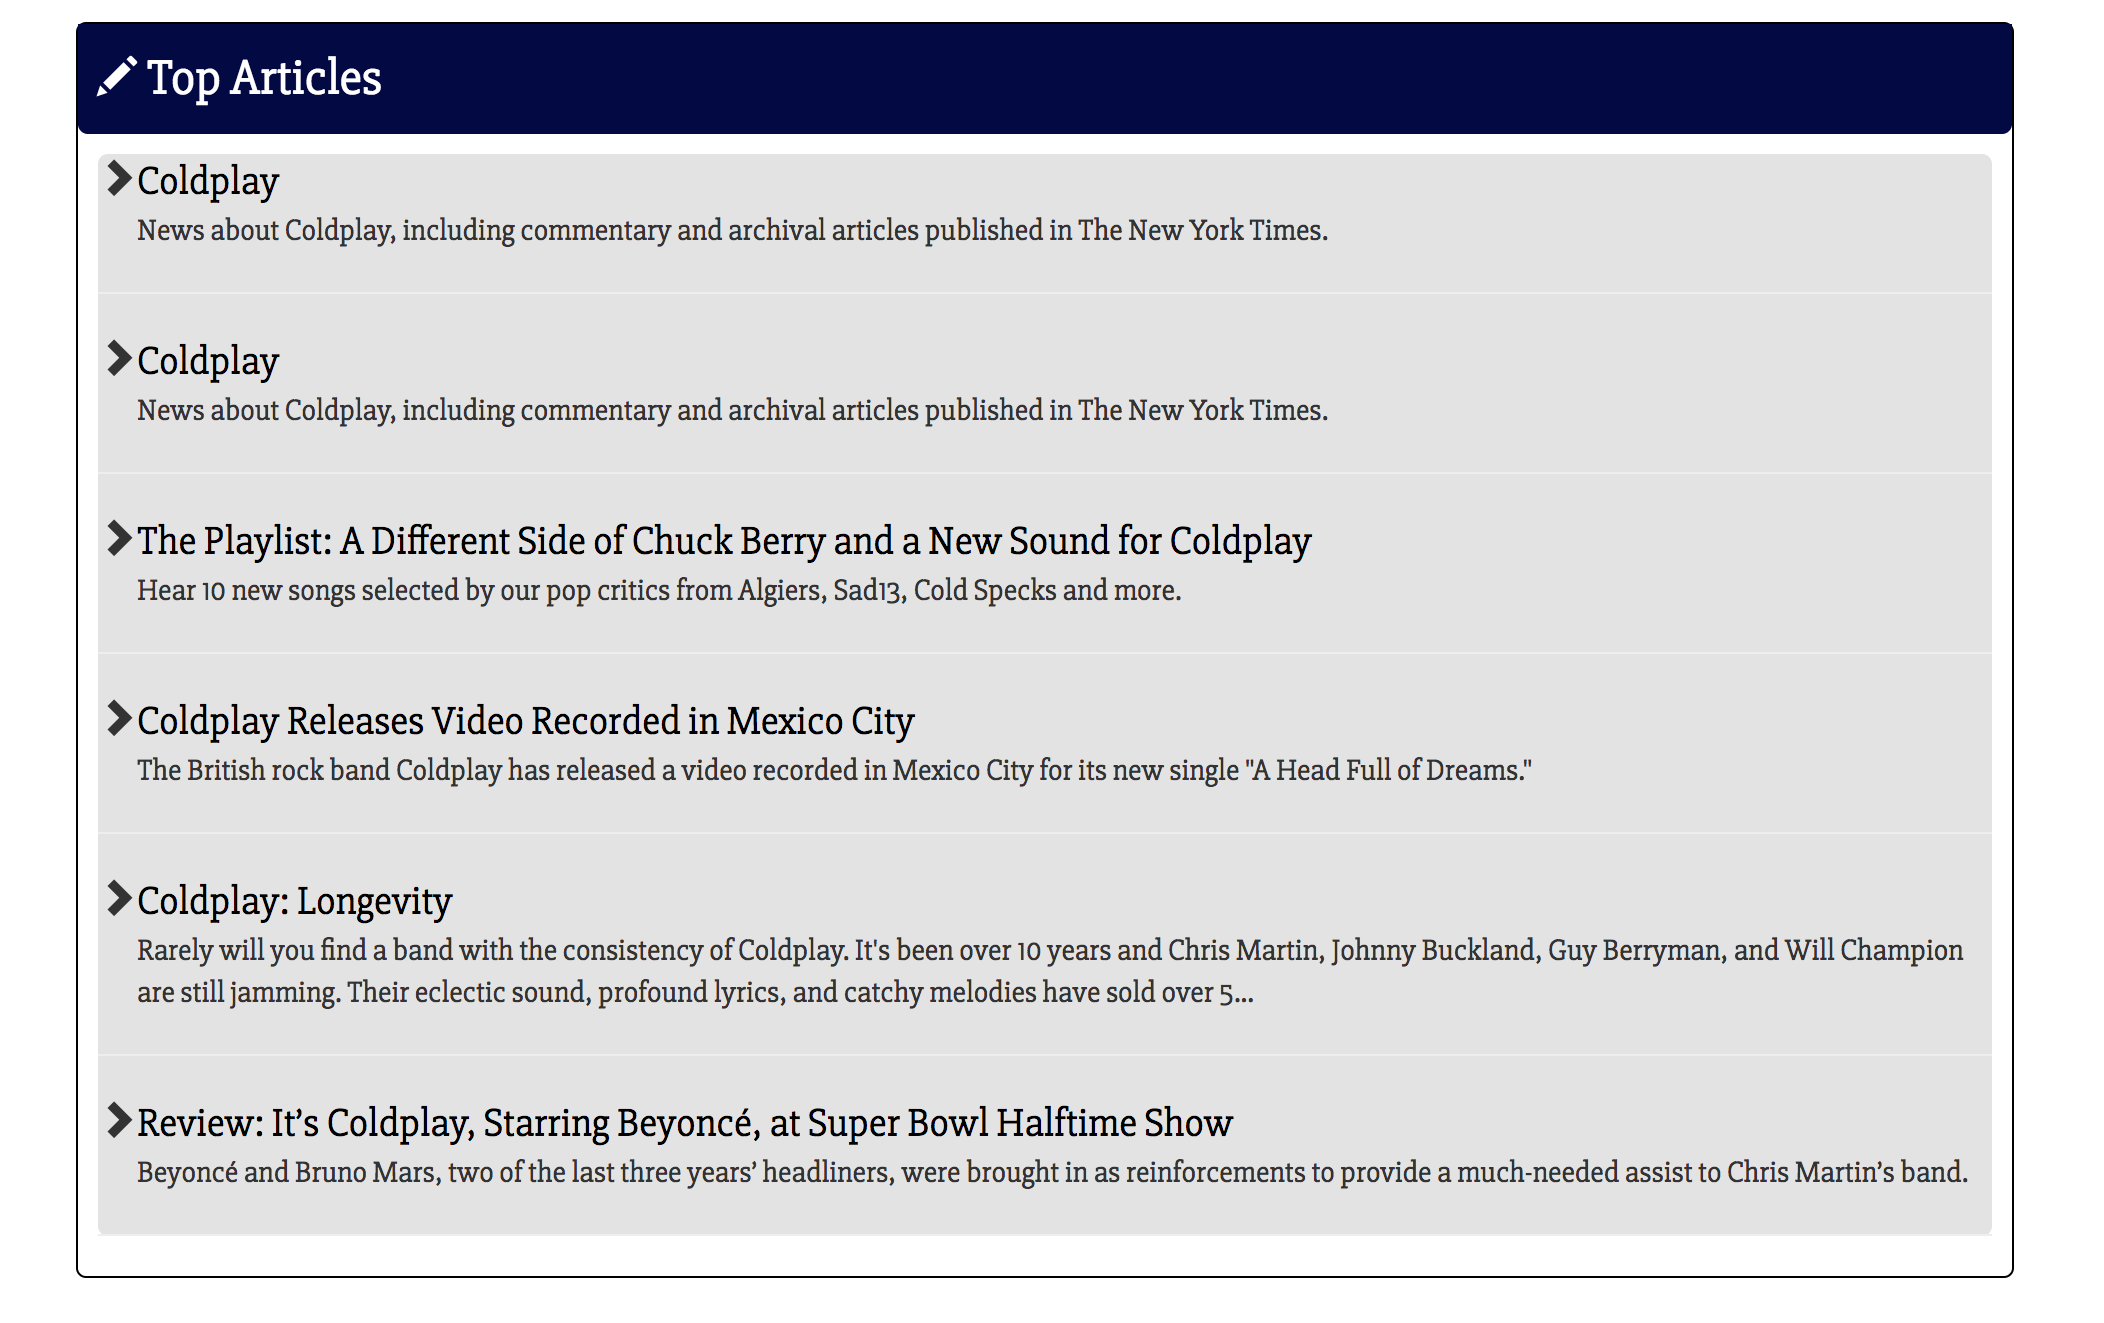 Top Articles
Coldplay
News about Coldplay, including commentary and archival articles published in The New York Times.
Coldplay
News about Coldplay, including commentary and archival articles published in The New York Times.
The Playlist: A Different Side of Chuck Berry and a New Sound for Coldplay
Hear 10 new songs selected by our pop critics from Algiers, Sad13, Cold Specks and more.
Coldplay Releases Video Recorded in Mexico City
The British rock band Coldplay has released a video recorded in Mexico City for its new single "A Head Full of Dreams."
Coldplay: Longevity
Rarely will you find a band with the consistency of Coldplay. It's been over 10 years and Chris Martin, Johnny Buckland, Guy Berryman, and Will Champion
are still jamming. Their eclectic sound, profound lyrics, and catchy melodies have sold over 5...
Review: It’s Coldplay, Starring Beyoncé, at Super Bowl Halftime Show
Beyoncé and Bruno Mars, two of the last three years’ headliners, were brought in as reinforcements to provide a much-needed assist to Chris Martin’s band.